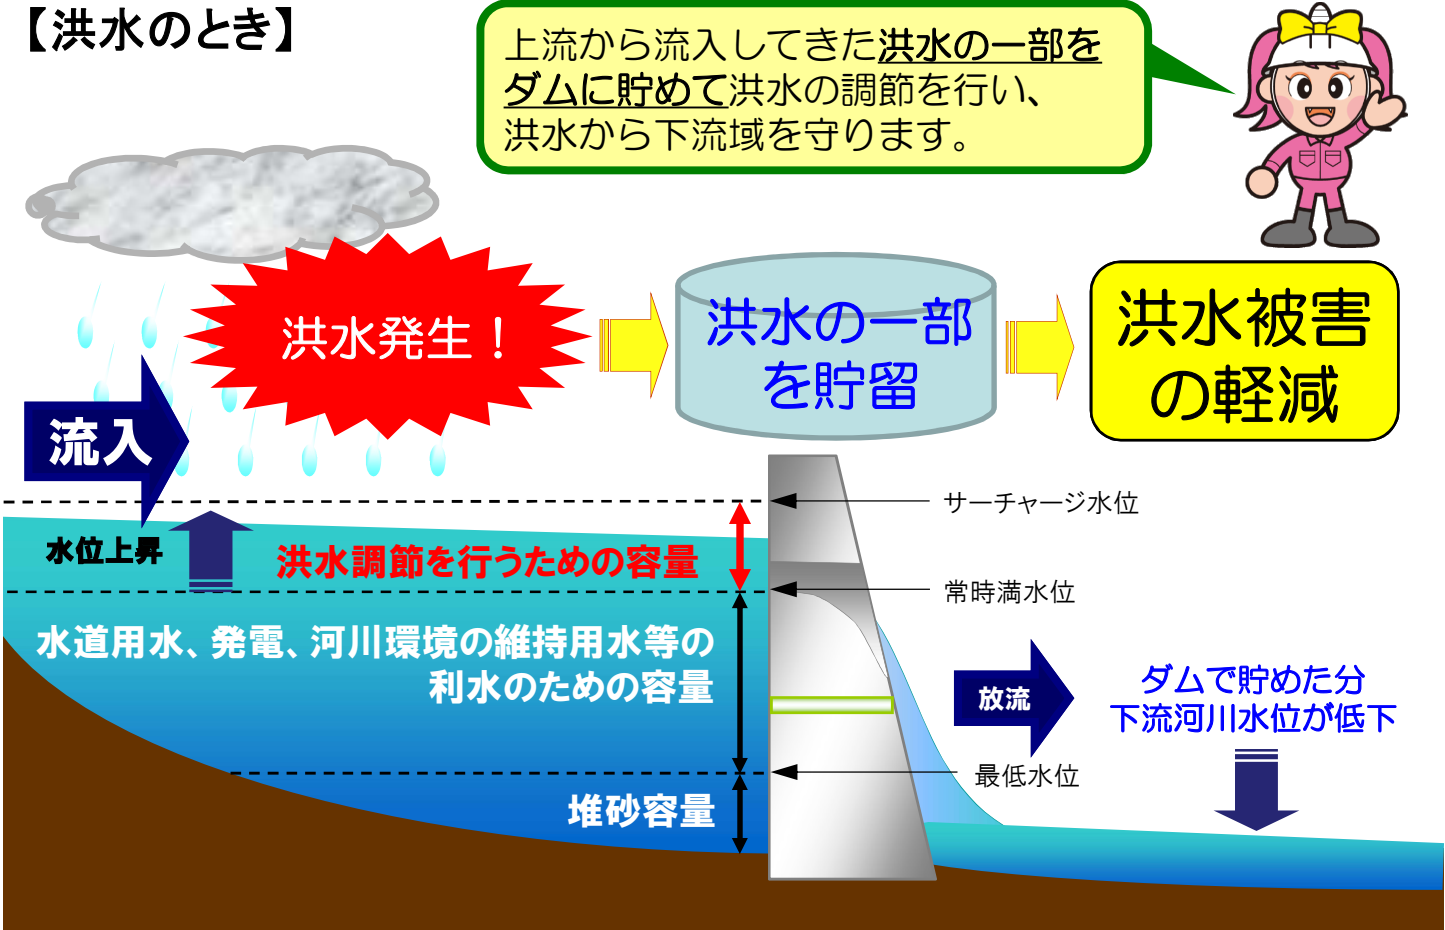 【洪水のとき】
上流から流入してきた洪水の一部を
ダムに貯めて洪水の調節を行い、
洪水から下流域を守ります。
洪水発生！
洪水の一部
を貯留
洪水被害
の軽減
流入
サーチャージ水位
水位上昇
洪水調節を行うための容量
常時満水位
水道用水、発電、河川環境の維持用水等の
利水のための容量
放流
ダムで貯めた分
下流河川水位が低下
最低水位
堆砂容量